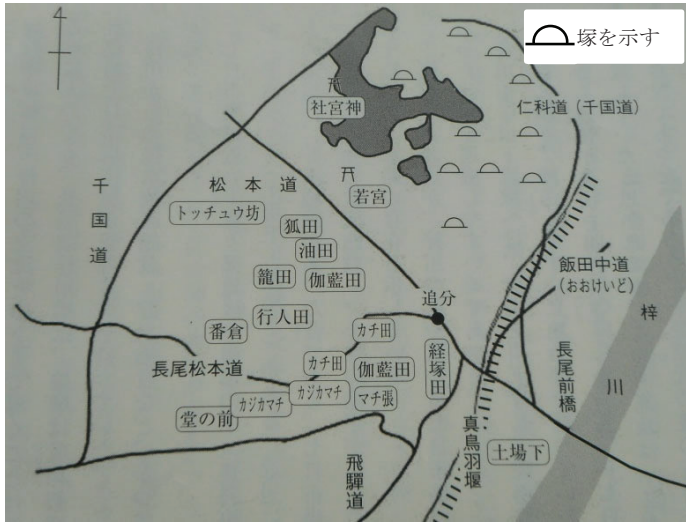 4
塚を示す
社宮神
仁科道(千国道)
千国道
松本道
トッチュウ坊
若宮
狐田
油田
籠田
伽藍田
飯田中道
(おおけいど)
追分
梓川
行人田
番倉
カチ田
長尾松本道
カチ田
伽藍田
経塚田
長尾前橋
カジカマチ
カジカマチ
マチ張
堂の前
飛驒道
真鳥羽堰
土場下